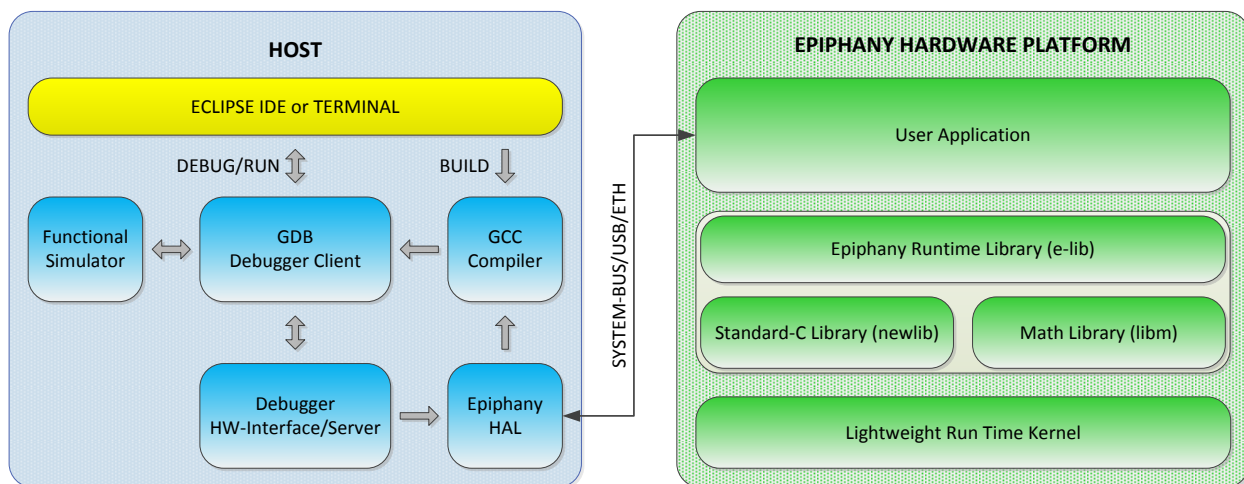 HOST
ECLIPSE IDE or TERMINAL
DEBUG/RUN
BUILD
Functional
Simulator
GDB
Debugger Client
GCC
Compiler
Debugger
HW-Interface/Server
Epiphany
HAL
SYSTEM-BUS/USB/ETH
EPIPHANY HARDWARE PLATFORM
User Application
Epiphany Runtime Library (e-lib)
Standard-C Library (newlib)
Math Library (libm)
Lightweight Run Time Kernel